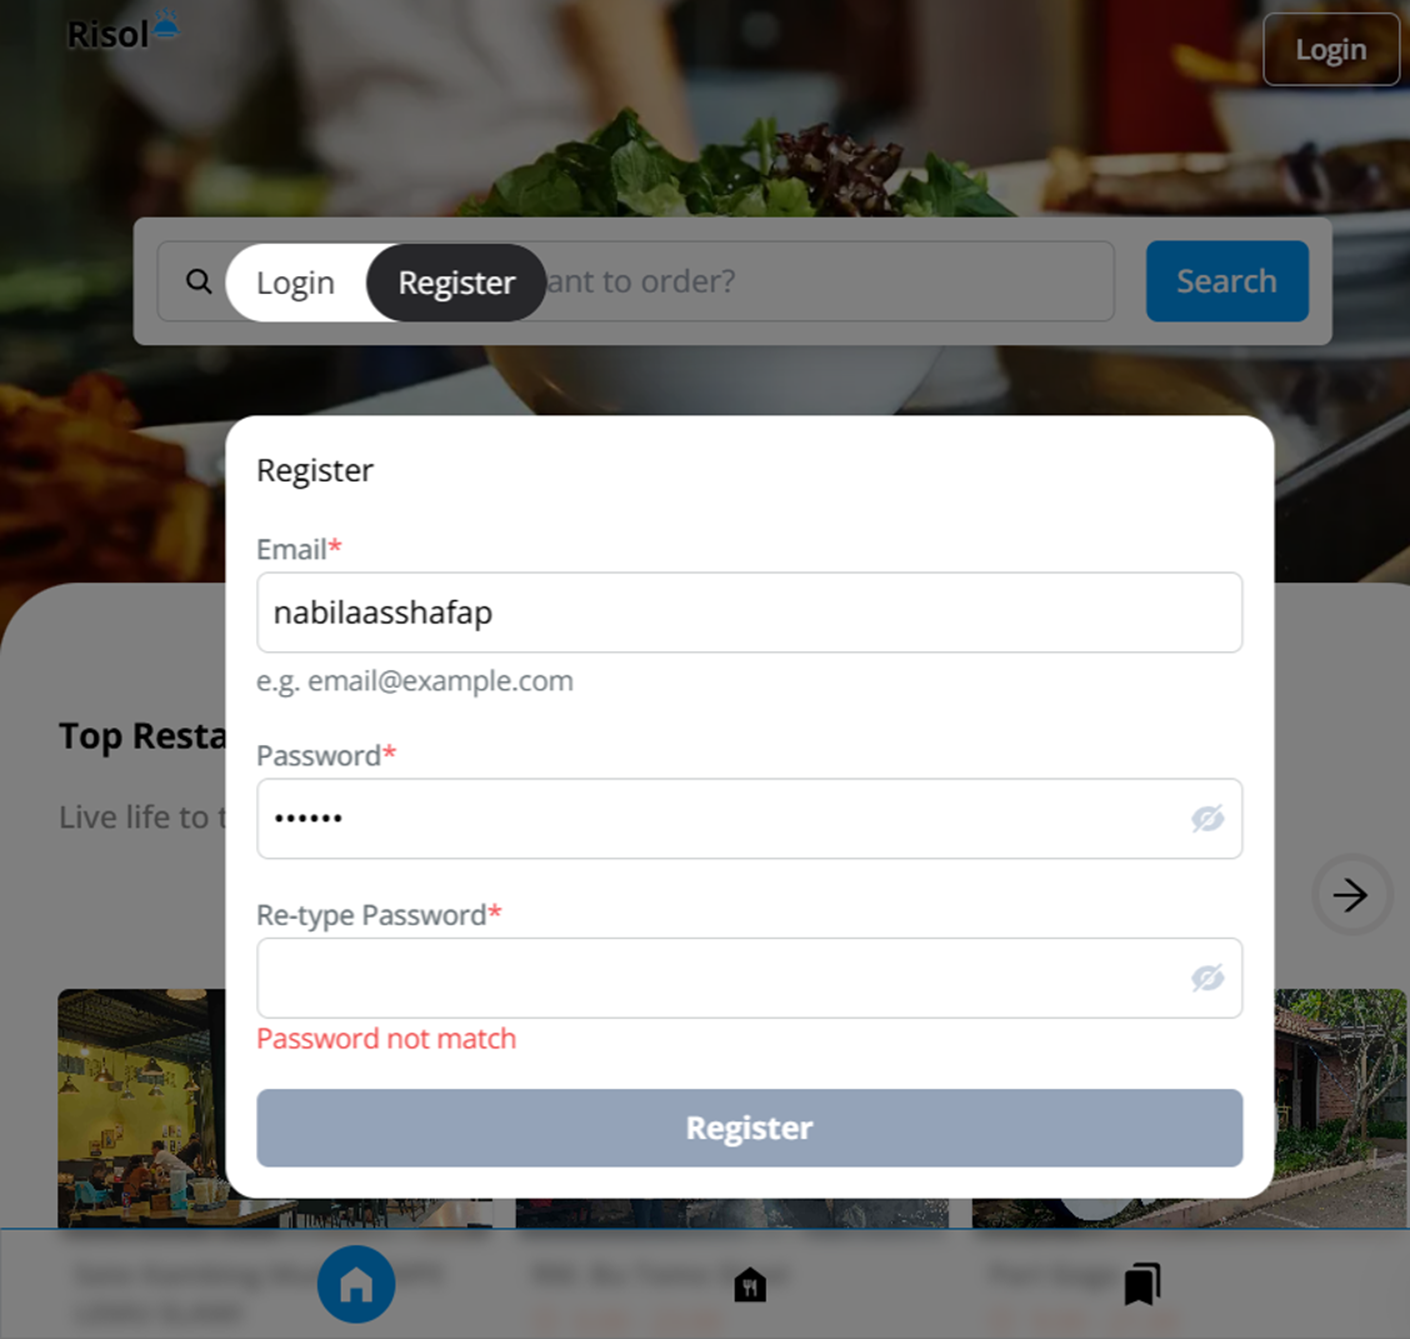 Risol
Login
Login Register ant to order? Search
Register
Email*
nabilaasshafap
e.g. email@example.com
Top Resta
Password*
Live life to t
Re-type Password*
Password not match
Register